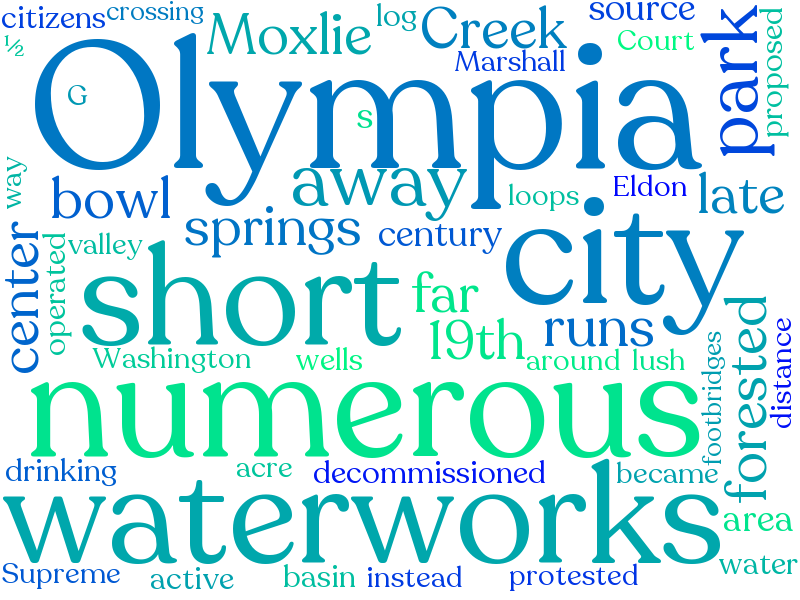 citizens
crossing
Moxlie
log
Creek
source
Court
park
proposed
½
G
Olympia
s
Marshall
way
bowl
away
loops
Eldon
late
center
operated
valley
springs
century
city
short
far
19th
runs
Washington
wells
around
lush
footbridges
forested
distance
numerous
drinking
acre
decommissioned
became
waterworks
area
Supreme
active
basin
instead
protested
water